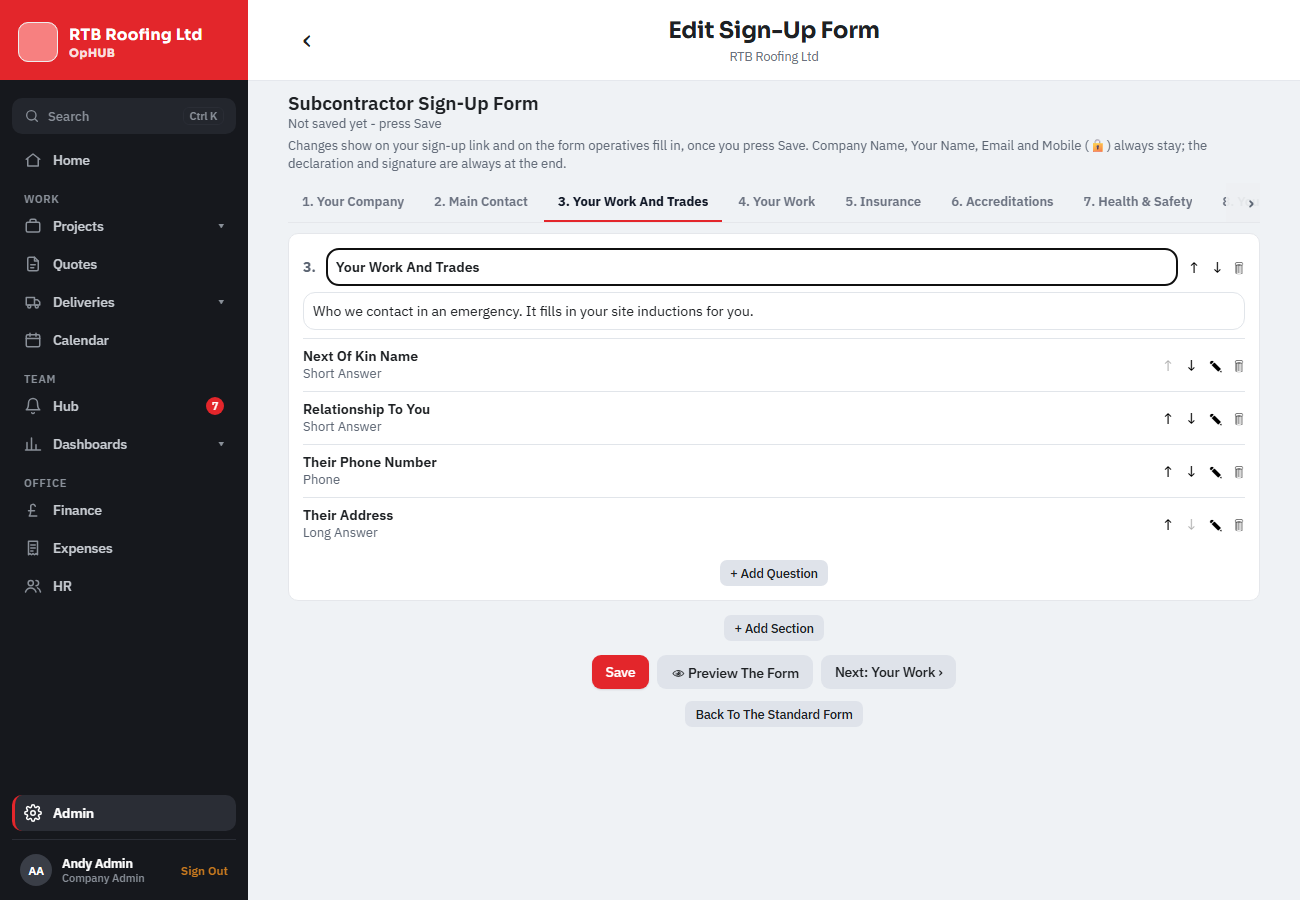 RTB Roofing Ltd
OpHUB
Search
Ctrl K
Home
WORK
Projects
Quotes
Deliveries
Calendar
TEAM
Hub
7
Dashboards
OFFICE
Finance
Expenses
HR
Admin
AA
Andy Admin
Company Admin
Sign Out
Edit Sign-Up Form
RTB Roofing Ltd
Subcontractor Sign-Up Form
Not saved yet - press Save
Changes show on your sign-up link and on the form operatives fill in, once you press Save. Company Name, Your Name, Email and Mobile (🔒) always stay; the
declaration and signature are always at the end.
1. Your Company
2. Main Contact
3. Your Work And Trades
4. Your Work
5. Insurance
6. Accreditations
7. Health & Safety
3.
Your Work And Trades
Who we contact in an emergency. It fills in your site inductions for you.
Next Of Kin Name
Short Answer
Relationship To You
Short Answer
Their Phone Number
Phone
Their Address
Long Answer
+ Add Question
+ Add Section
Save
Preview The Form
Next: Your Work ›
Back To The Standard Form